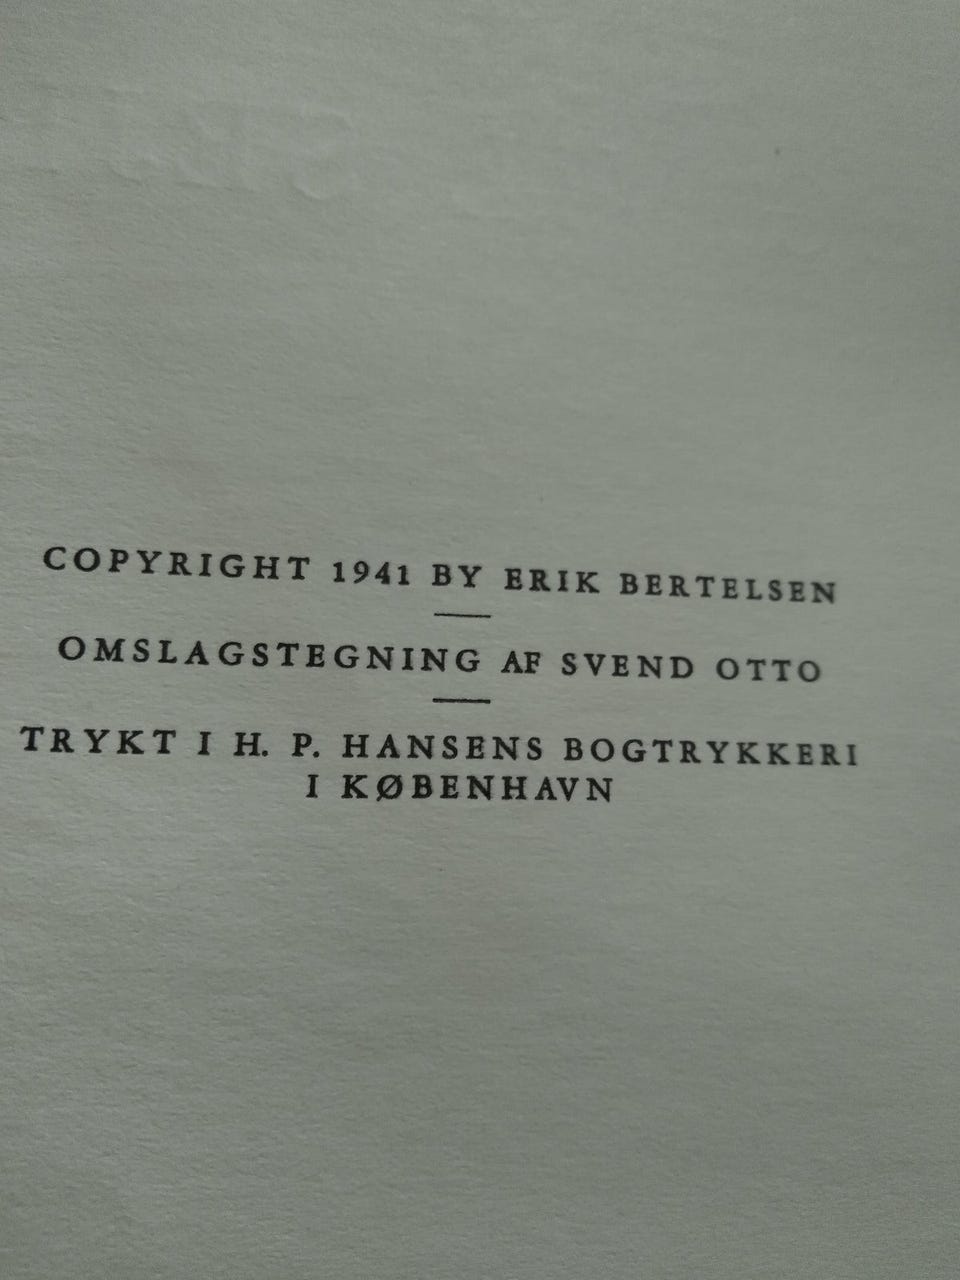 COPYRIGHT 1941 BY ERIK BERTELSEN
OMSLAGSTEGNING AF SVEND OTTO
TRYKT I H. P. HANSENS BOGTRYKKERI
I KØBENHAVN